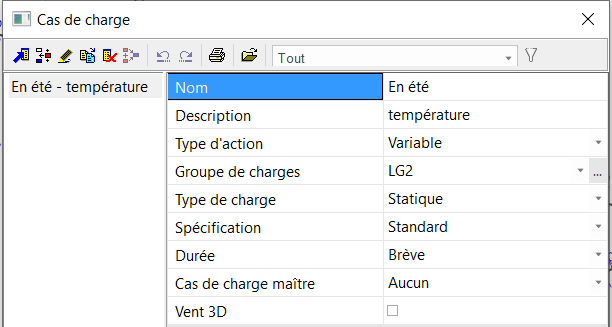 Cas de charge
Tout
En été - température
Nom En été
Description température
Type d'action Variable
Groupe de charges LG2 ...
Type de charge Statique
Spécification Standard
Durée Brève
Cas de charge maître Aucun
Vent 3D